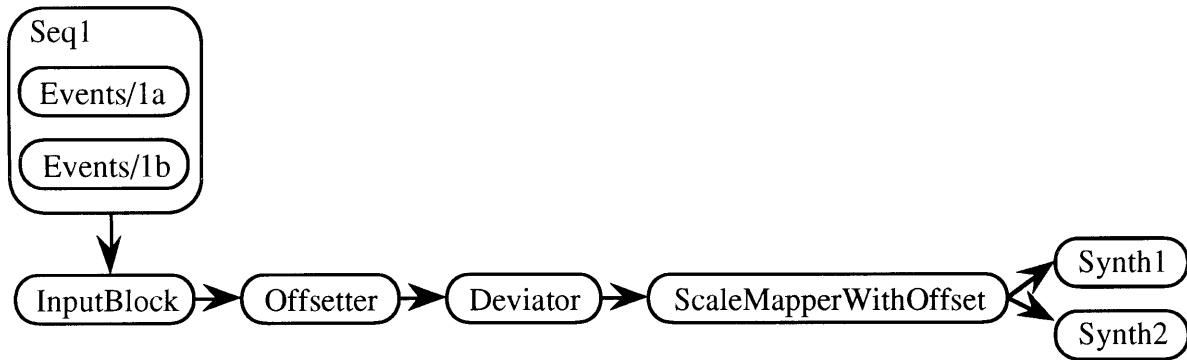 Seq1
Events/1a
Events/1b
InputBlock
Offsetter
Deviator
ScaleMapperWithOffset
Synth1
Synth2